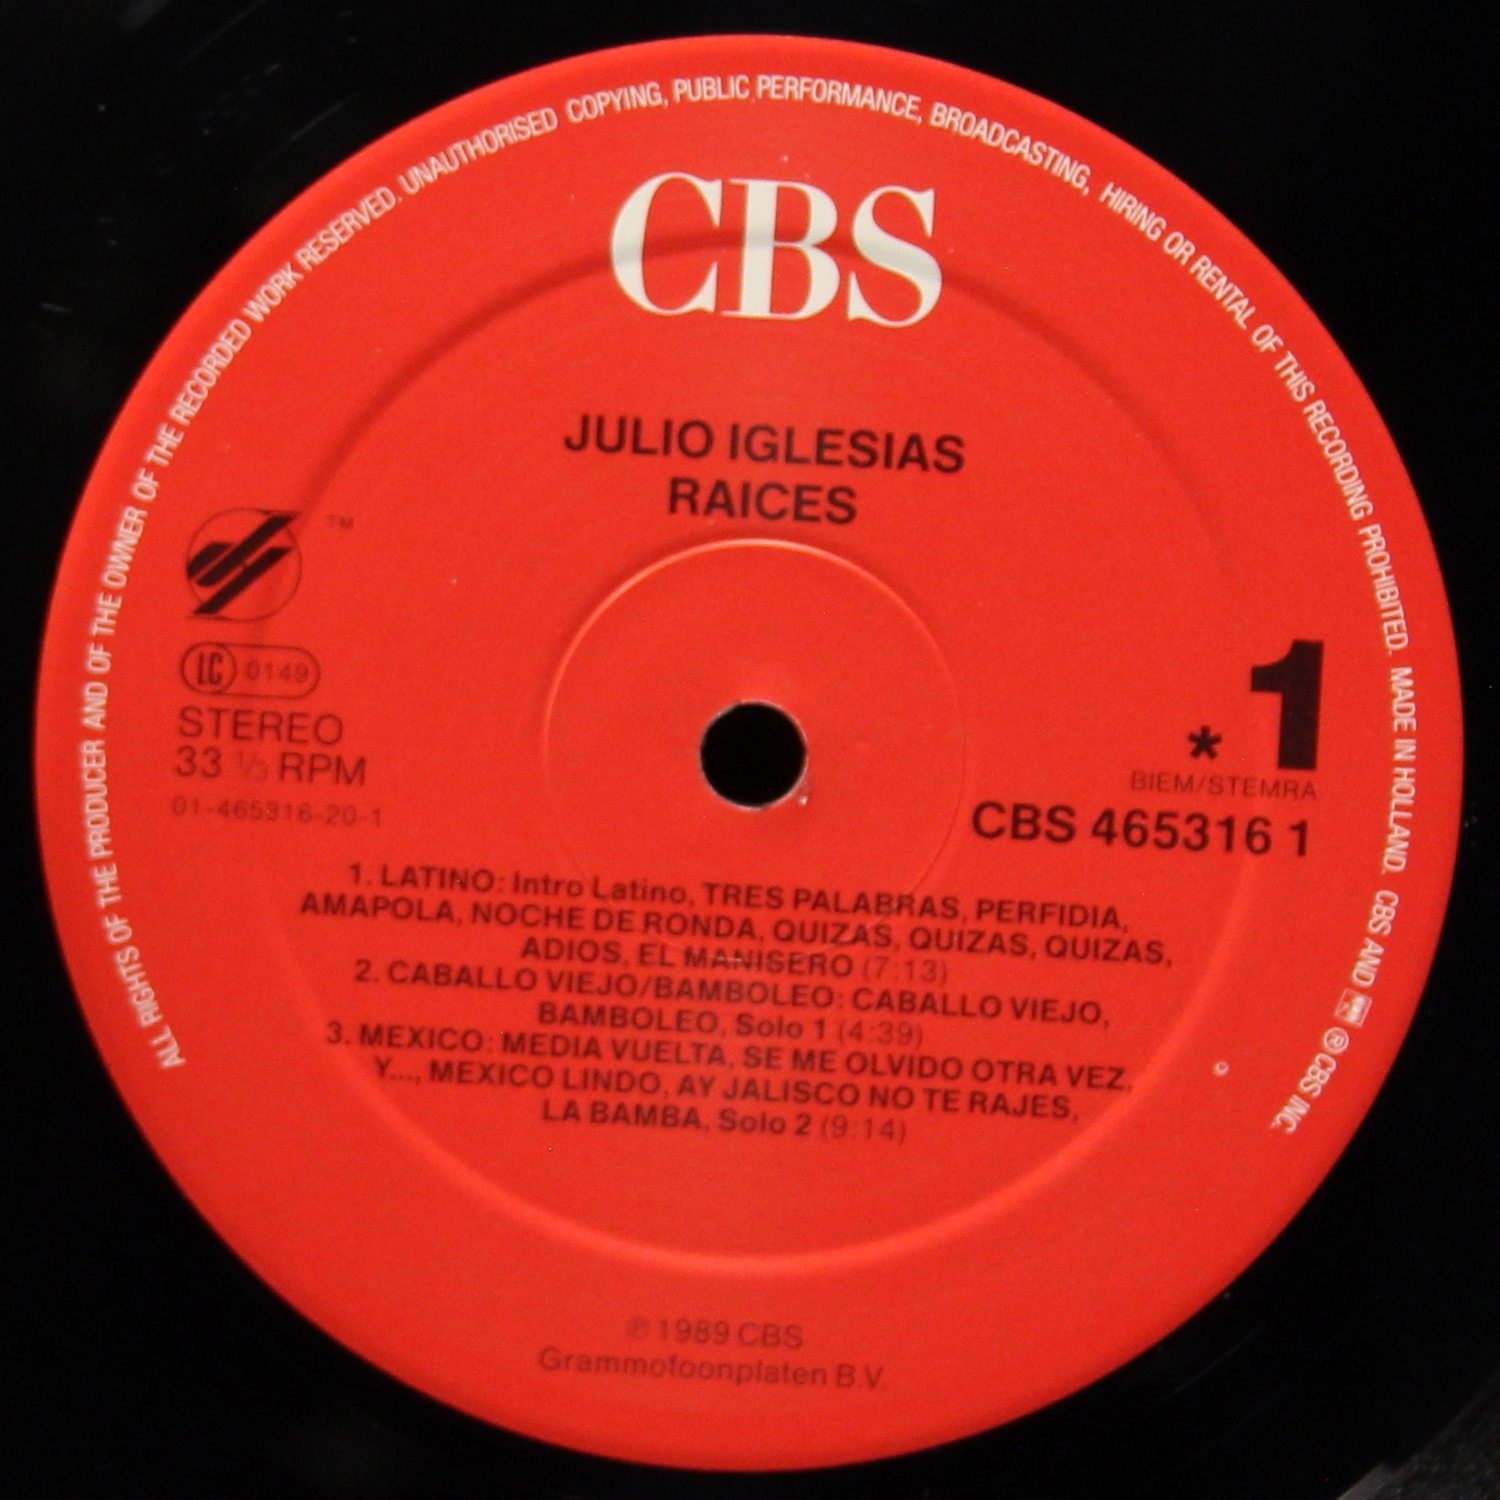 ALL RIGHTS OF THE PRODUCER AND OF THE OWNER OF THE RECORDED WORK RESERVED. UNAUTHORISED COPYING, PUBLIC PERFORMANCE, BROADCASTING, HIRING OR RENTAL OF THIS RECORDING PROHIBITED. MADE IN HOLLAND. CBS AND ℗ CBS INC.
CBS
JULIO IGLESIAS
RAICES
TM
LC 0149
STEREO
33 1/3 RPM
01-465316-20-1
* 1
BIEM/STEMRA
CBS 465316 1
1. LATINO: Intro Latino, TRES PALABRAS, PERFIDIA,
AMAPOLA, NOCHE DE RONDA, QUIZAS, QUIZAS, QUIZAS,
ADIOS, EL MANISERO (7:13)
2. CABALLO VIEJO/BAMBOLEO: CABALLO VIEJO,
BAMBOLEO, Solo 1 (4:39)
3. MEXICO: MEDIA VUELTA, SE ME OLVIDO OTRA VEZ,
Y..., MEXICO LINDO, AY JALISCO NO TE RAJES,
LA BAMBA, Solo 2 (9:14)
℗ 1989 CBS
Grammofoonplaten B.V.